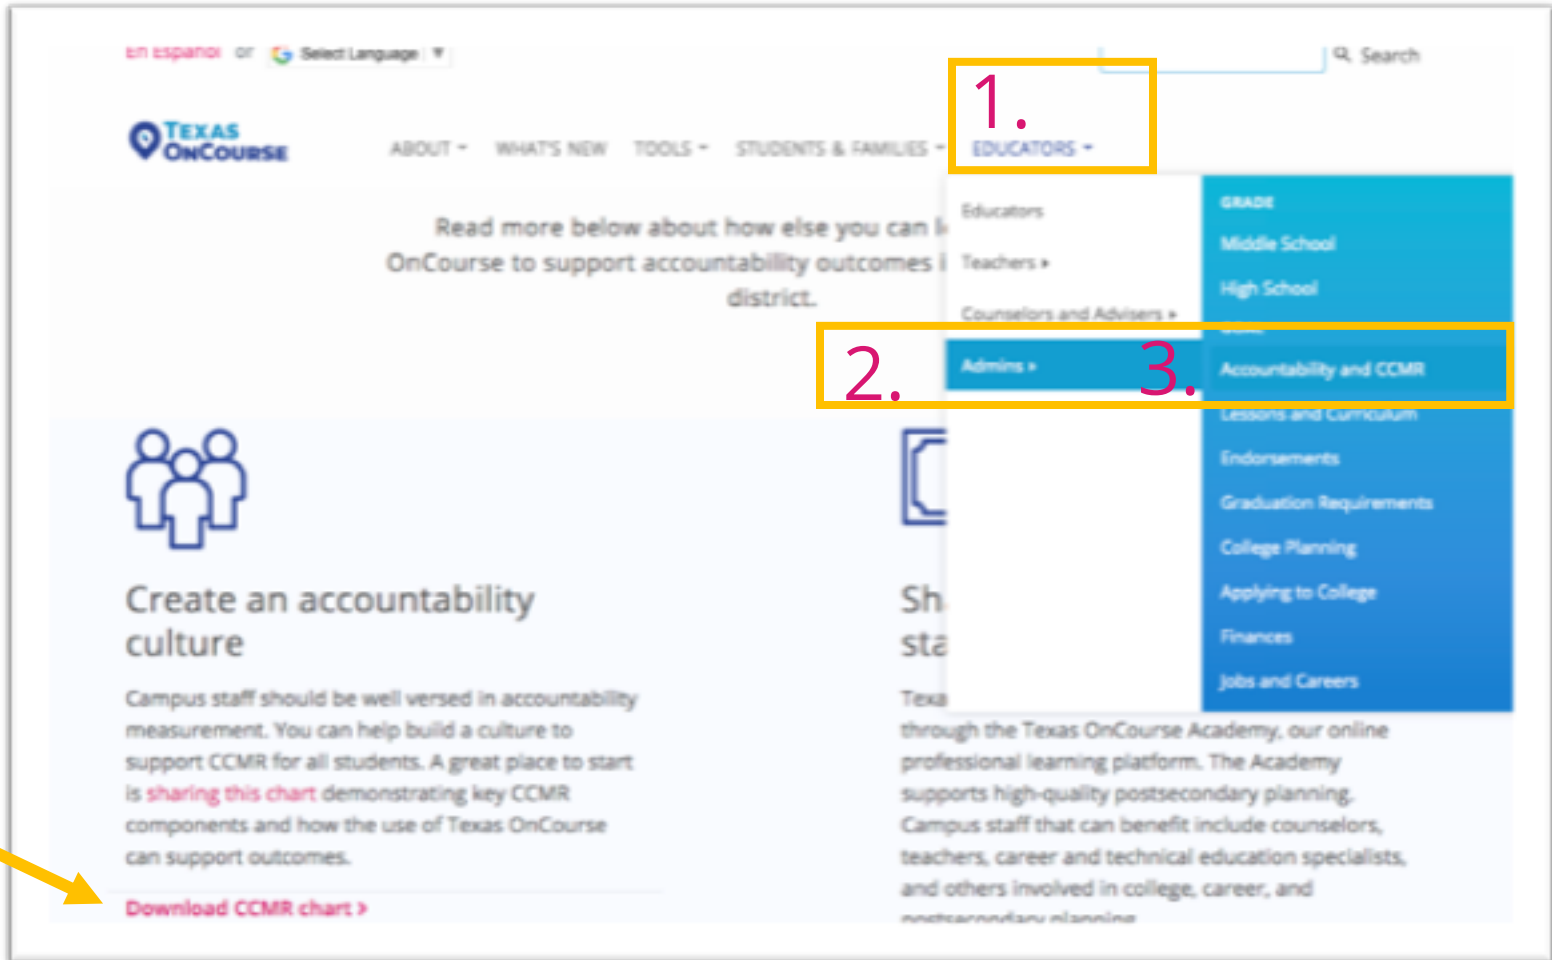 En Español or Select Language ▼
Search
1.
TEXAS
ONCOURSE
ABOUT WHAT'S NEW TOOLS STUDENTS & FAMILIES EDUCATORS
Read more below about how else you can
OnCourse to support accountability outcomes
district.
Educators
Teachers
Counselors and Advisers
2. Admins
GRADE
Middle School
High School
3. Accountability and CCMR
Lessons and Curriculum
Endorsements
Graduation Requirements
College Planning
Applying to College
Finances
Jobs and Careers
Create an accountability
culture
Campus staff should be well versed in accountability
measurement. You can help build a culture to
support CCMR for all students. A great place to start
is sharing this chart demonstrating key CCMR
components and how the use of Texas OnCourse
can support outcomes.
Download CCMR chart >
Sh
sta
Texa
through the Texas OnCourse Academy, our online
professional learning platform. The Academy
supports high-quality postsecondary planning.
Campus staff that can benefit include counselors,
teachers, career and technical education specialists,
and others involved in college, career, and
postsecondary planning